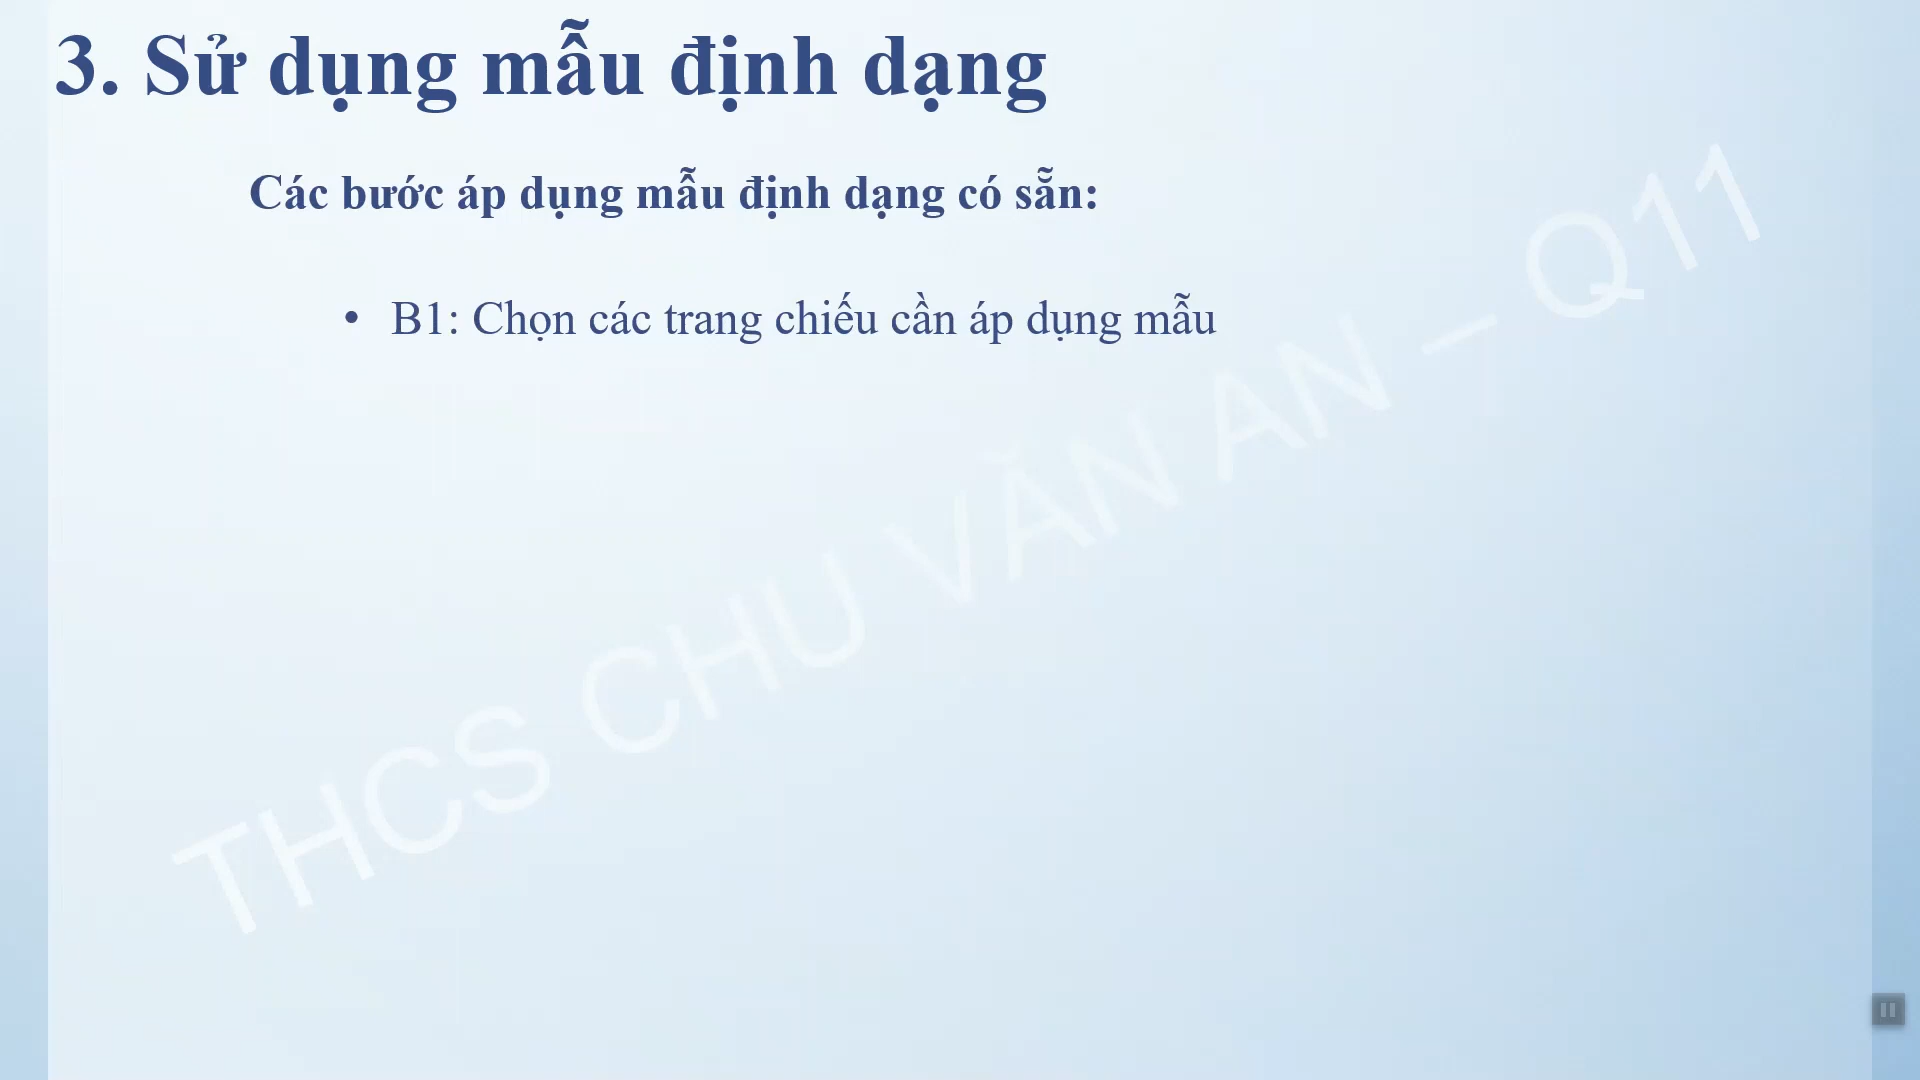 3. Sử dụng mẫu định dạng
Các bước áp dụng mẫu định dạng có sẵn:
• B1: Chọn các trang chiếu cần áp dụng mẫu
THCS CHU VĂN AN – Q11